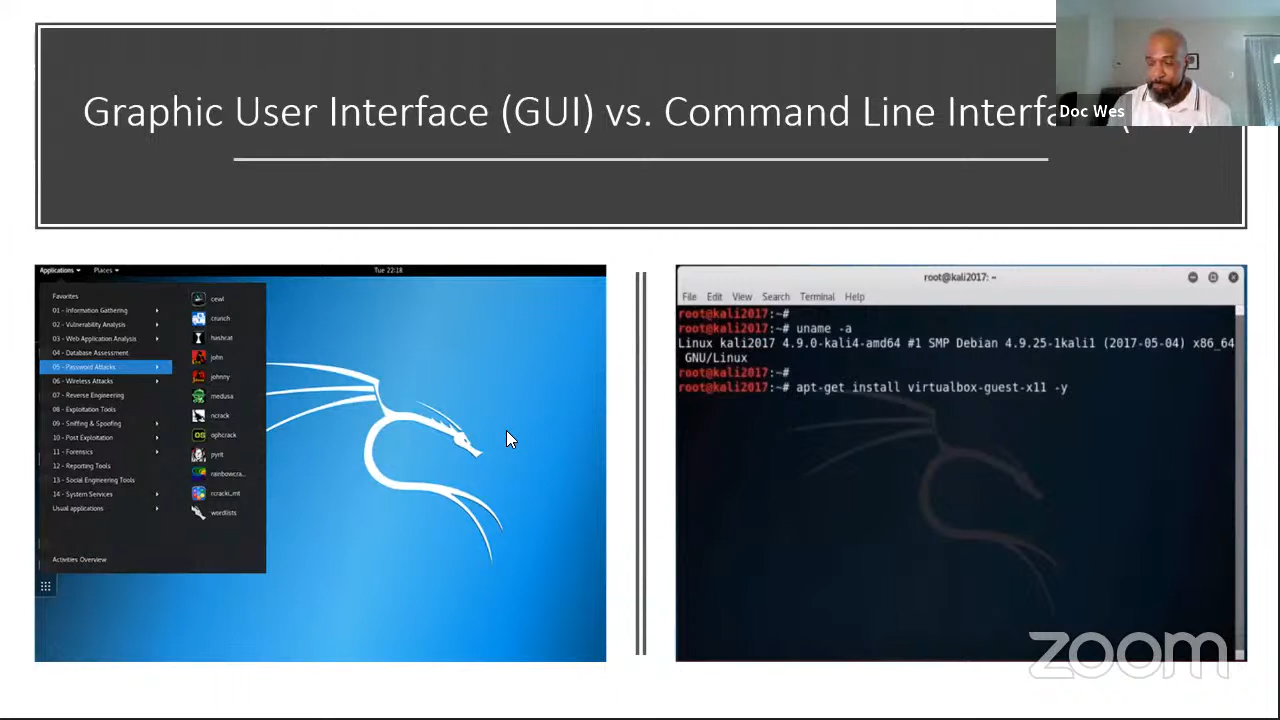 Graphic User Interface (GUI) vs. Command Line Interfa
Doc Wes
Applications
Places
Tue 22:18
Favorites
01 - Information Gathering
02 - Vulnerability Analysis
03 - Web Application Analysis
04 - Database Assessment
05 - Password Attacks
06 - Wireless Attacks
07 - Reverse Engineering
08 - Exploitation Tools
09 - Sniffing & Spoofing
10 - Post Exploitation
11 - Forensics
12 - Reporting Tools
13 - Social Engineering Tools
14 - System Services
Usual applications
Activities Overview
cewl
crunch
hashcat
john
johnny
medusa
ncrack
ophcrack
pyrit
rainbowcra...
rcracki_mt
wordlists
root@kali2017: ~
File Edit View Search Terminal Help
root@kali2017:~#
root@kali2017:~# uname -a
Linux kali2017 4.9.0-kali4-amd64 #1 SMP Debian 4.9.25-1kali1 (2017-05-04) x86_64
GNU/Linux
root@kali2017:~#
root@kali2017:~# apt-get install virtualbox-guest-x11 -y
zoom